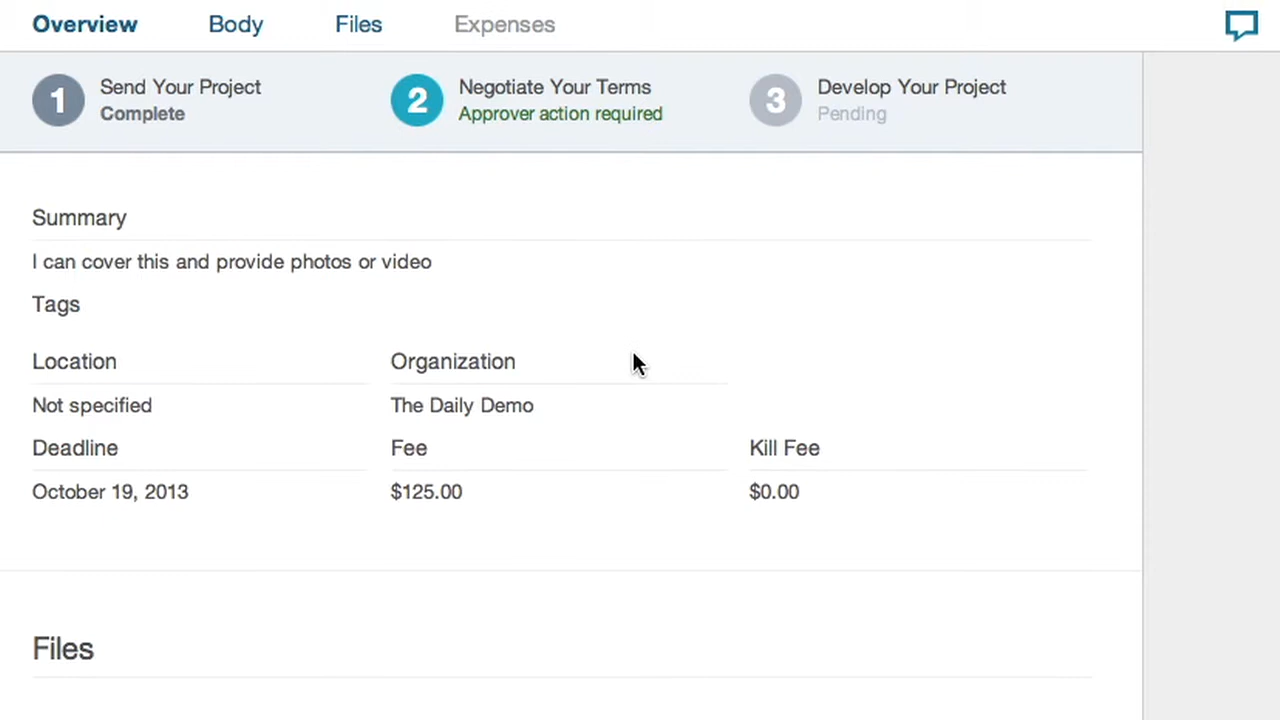 Overview Body Files Expenses
1 Send Your Project 2 Negotiate Your Terms 3 Develop Your Project
Complete Approver action required Pending
Summary
I can cover this and provide photos or video
Tags
Location Organization
Not specified The Daily Demo
Deadline Fee Kill Fee
October 19, 2013 $125.00 $0.00
Files